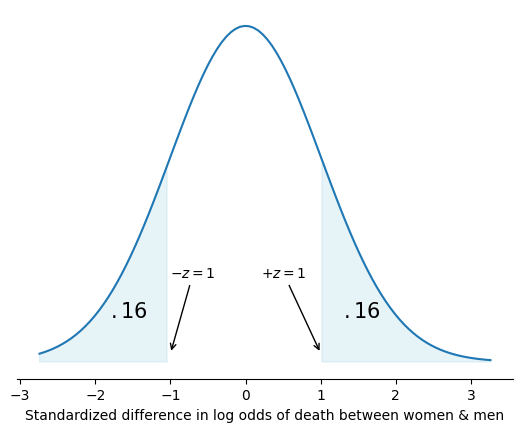 −z = 1 +z = 1
.16 .16
−3 −2 −1 0 1 2 3
Standardized difference in log odds of death between women & men